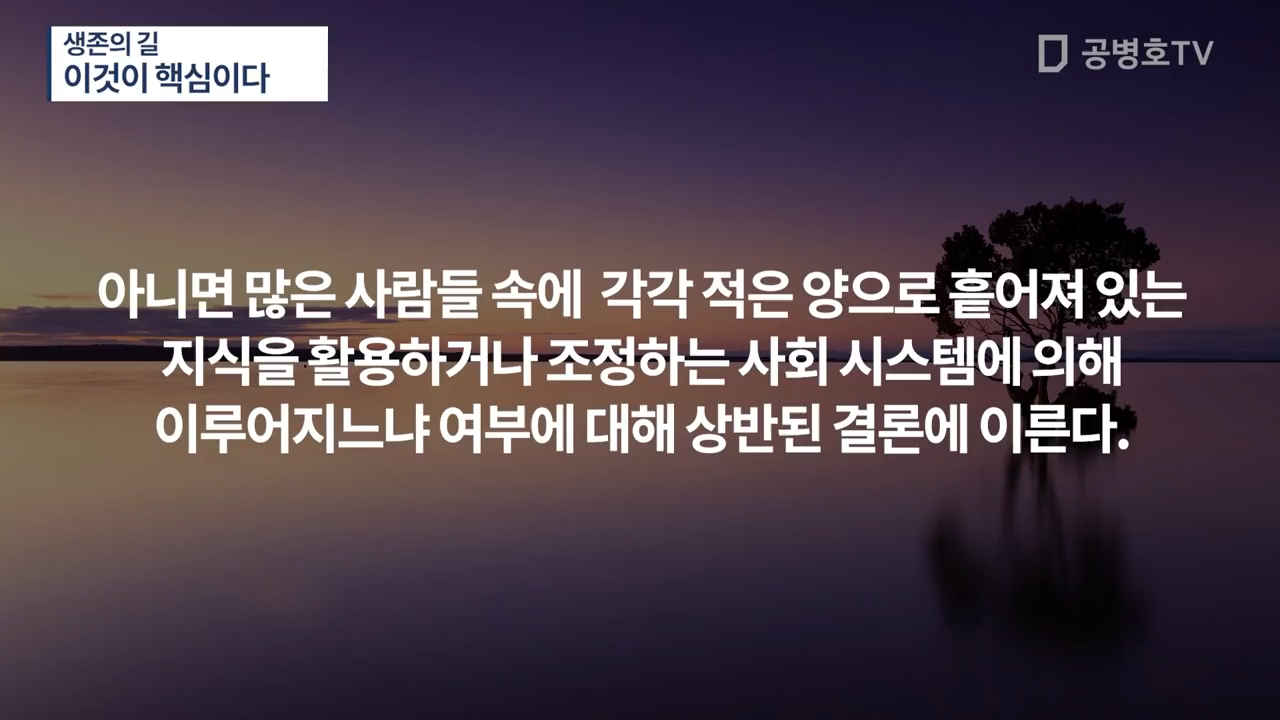 생존의 길
이것이 핵심이다
공병호TV
아니면 많은 사람들 속에 각각 적은 양으로 흩어져 있는
지식을 활용하거나 조정하는 사회 시스템에 의해
이루어지느냐 여부에 대해 상반된 결론에 이른다.